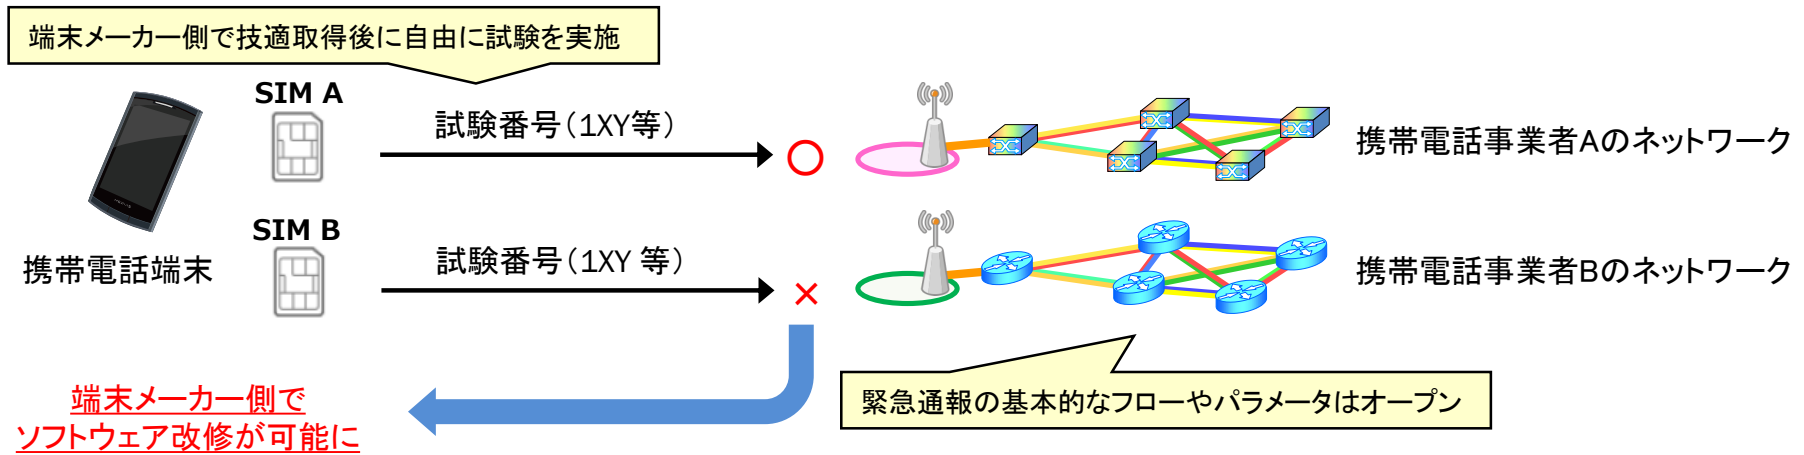 端末メーカー側で技適取得後に自由に試験を実施
SIM A
試験番号（1XY等）
携帯電話事業者Aのネットワーク
SIM B
試験番号（1XY 等）
携帯電話端末
携帯電話事業者Bのネットワーク
×
端末メーカー側で
ソフトウェア改修が可能に
緊急通報の基本的なフローやパラメータはオープン